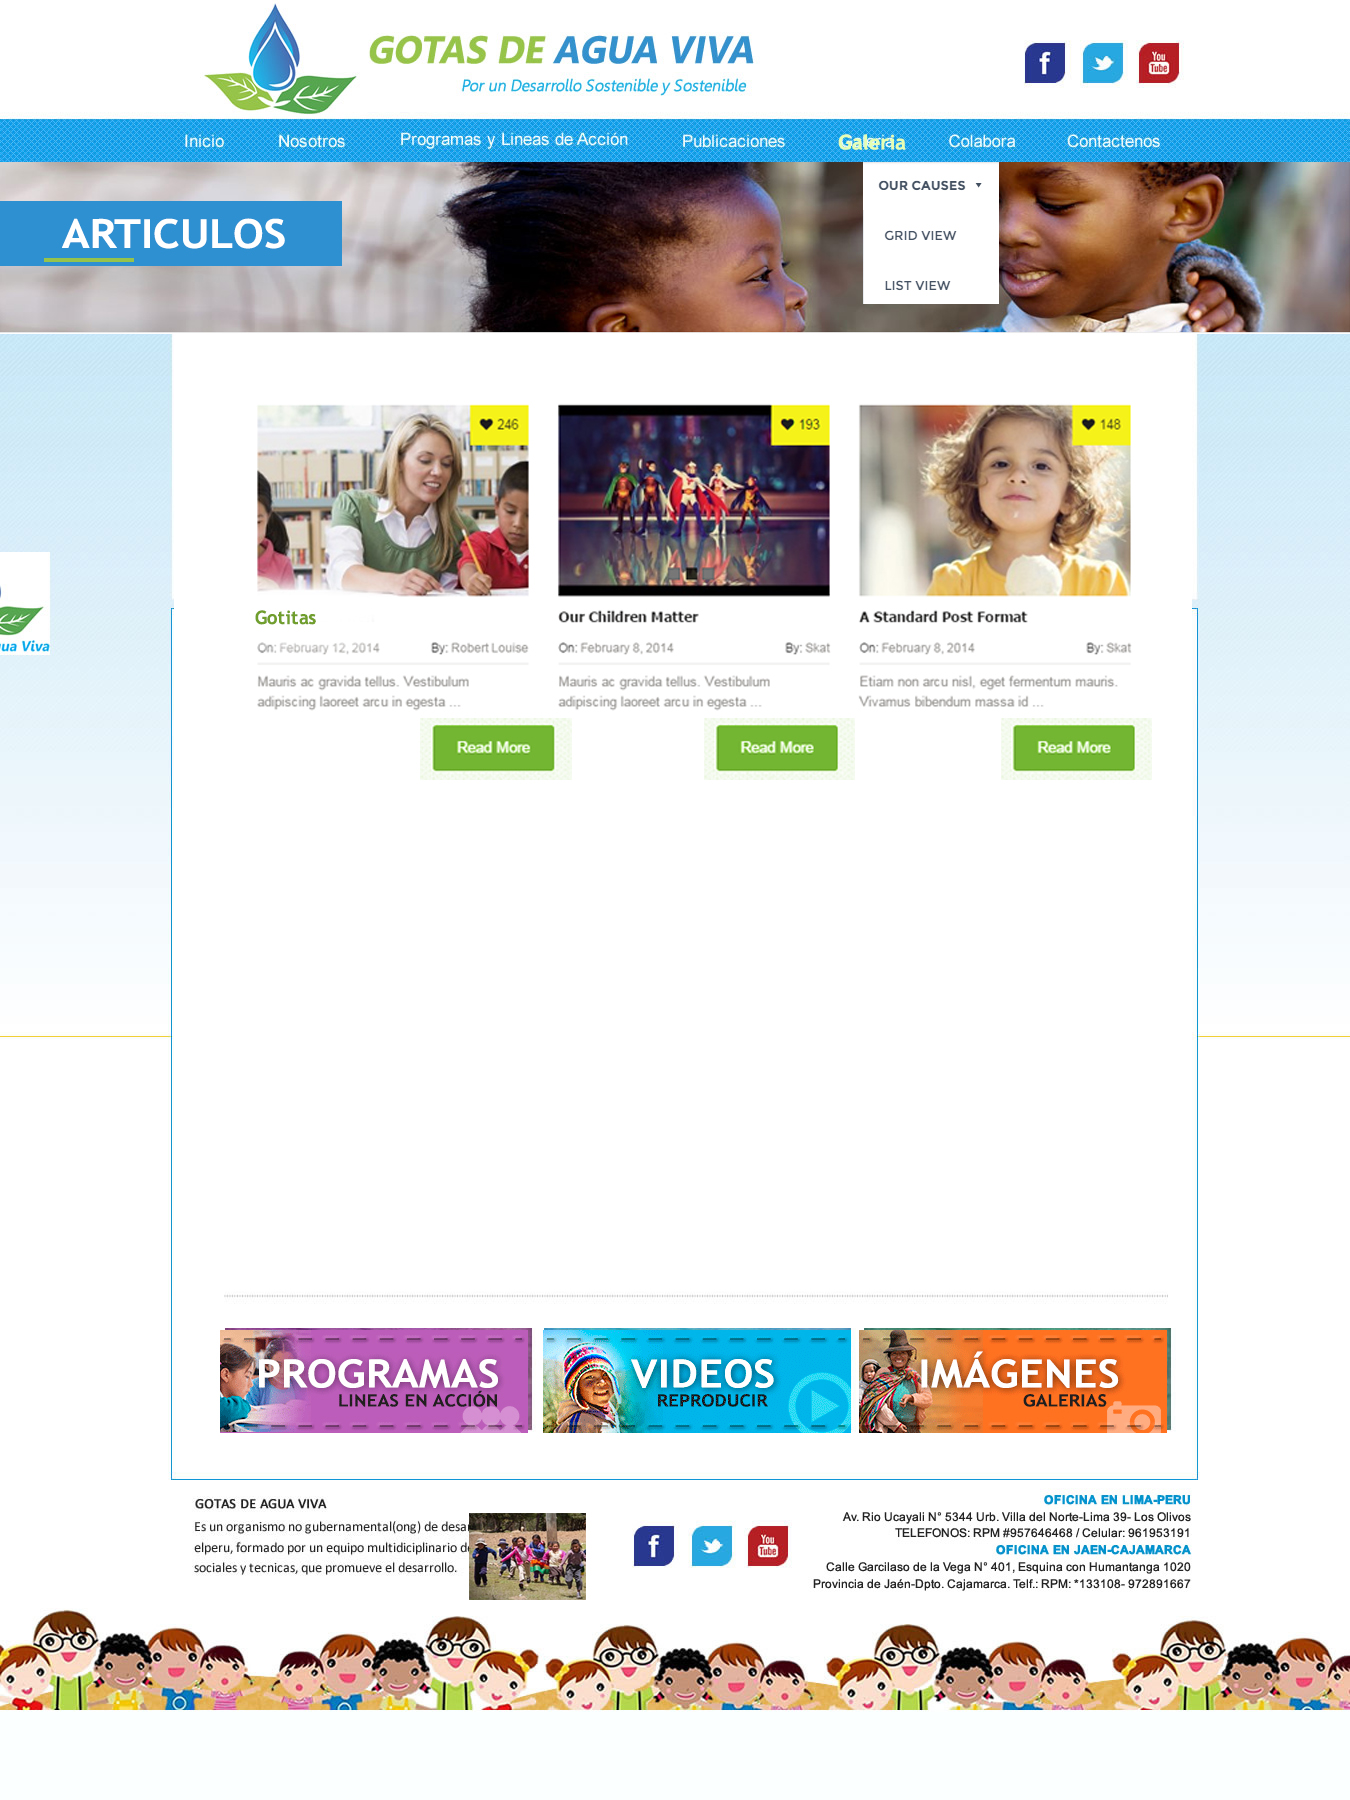 GOTAS DE AGUA VIVA
Por un Desarrollo Sostenible y Sostenible
f
You
Tube
Inicio
Nosotros
Programas y Lineas de Acción
Publicaciones
Galeria
Colabora
Contactenos
OUR CAUSES
GRID VIEW
LIST VIEW
ARTICULOS
246
193
148
gua Viva
Gotitas
Our Children Matter
A Standard Post Format
On: February 12, 2014
By: Robert Louise
On: February 8, 2014
By: Skat
On: February 8, 2014
By: Skat
Mauris ac gravida tellus. Vestibulum
adipiscing laoreet arcu in egesta ...
Mauris ac gravida tellus. Vestibulum
adipiscing laoreet arcu in egesta ...
Etiam non arcu nisl, eget fermentum mauris.
Vivamus bibendum massa id ...
Read More
Read More
Read More
PROGRAMAS
LINEAS EN ACCIÓN
VIDEOS
REPRODUCIR
IMÁGENES
GALERIAS
GOTAS DE AGUA VIVA
Es un organismo no gubernamental(ong) de desar
elperu, formado por un equipo multidiciplinario de
sociales y tecnicas, que promueve el desarrollo.
f
You
Tube
OFICINA EN LIMA-PERU
Av. Rio Ucayali N° 5344 Urb. Villa del Norte-Lima 39- Los Olivos
TELEFONOS: RPM #957646468 / Celular: 961953191
OFICINA EN JAEN-CAJAMARCA
Calle Garcilaso de la Vega N° 401, Esquina con Humantanga 1020
Provincia de Jaén-Dpto. Cajamarca. Telf.: RPM: *133108- 972891667